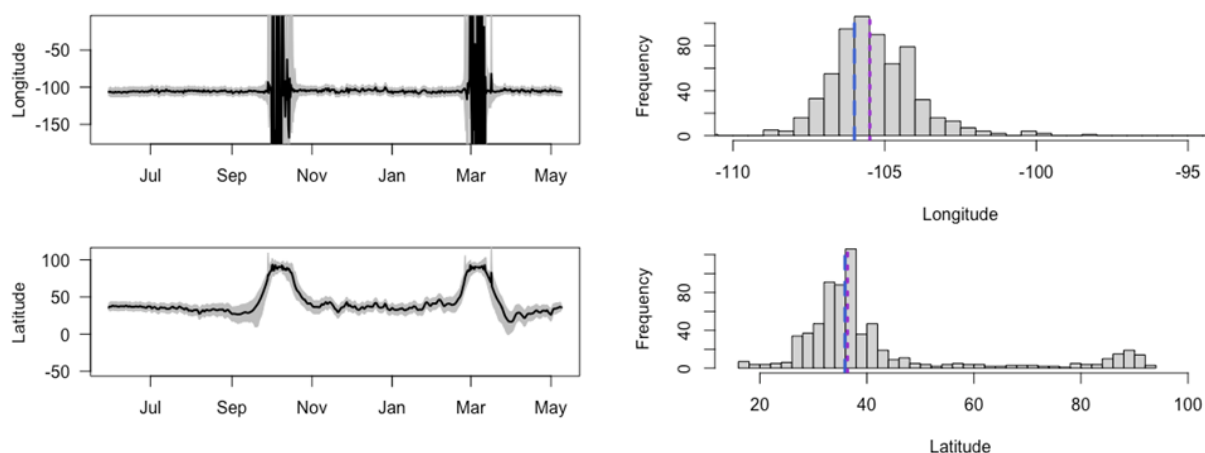 Longitude
-50
-100
-150
Jul Sep Nov Jan Mar May
Frequency
80
40
0
-110 -105 -100 -95
Longitude
Latitude
100
50
0
-50
Jul Sep Nov Jan Mar May
Frequency
80
40
0
20 40 60 80 100
Latitude